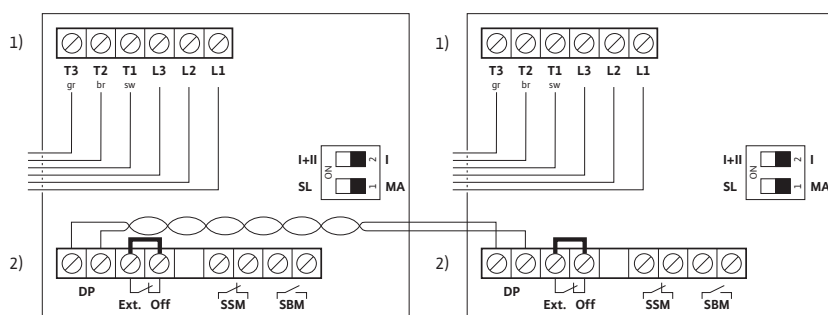 1)
T3 T2 T1 L3 L2 L1
gr br sw
I+II ON 2 I
SL 1 MA
2)
DP Ext. Off SSM SBM
1)
T3 T2 T1 L3 L2 L1
gr br sw
I+II ON 2 I
SL 1 MA
2)
DP Ext. Off SSM SBM